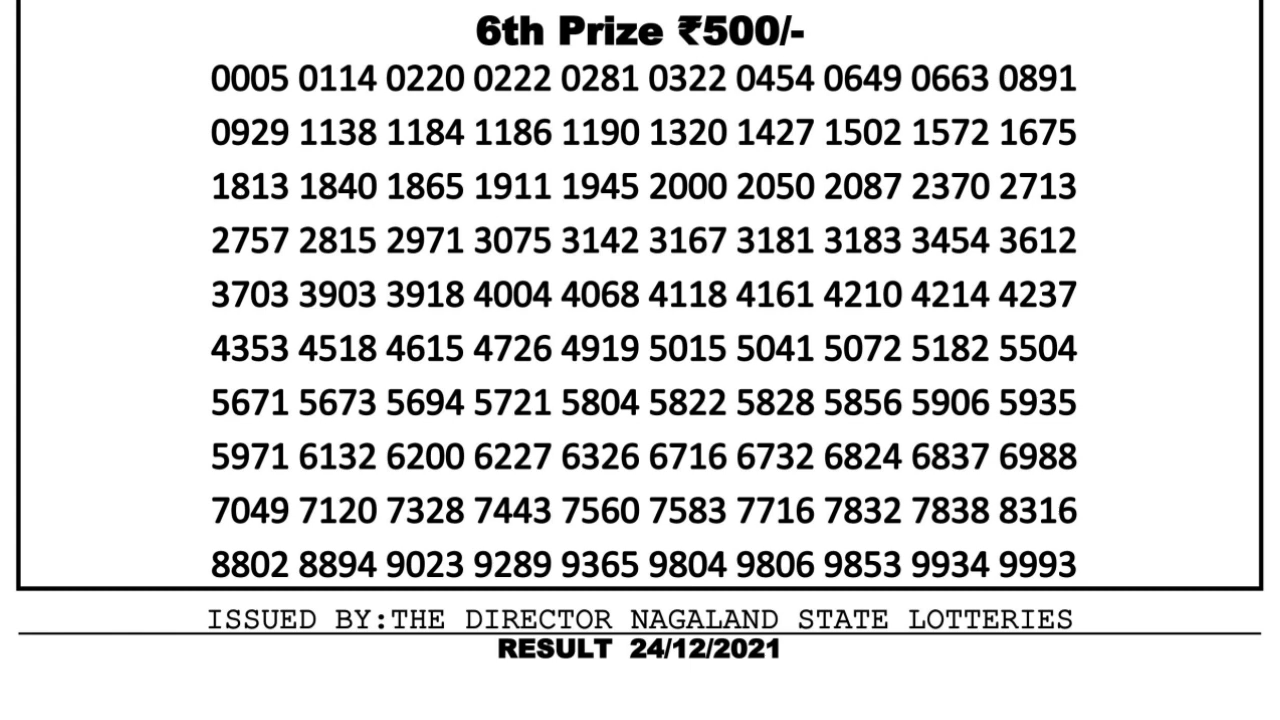 6th Prize ₹500/-
0005 0114 0220 0222 0281 0322 0454 0649 0663 0891
0929 1138 1184 1186 1190 1320 1427 1502 1572 1675
1813 1840 1865 1911 1945 2000 2050 2087 2370 2713
2757 2815 2971 3075 3142 3167 3181 3183 3454 3612
3703 3903 3918 4004 4068 4118 4161 4210 4214 4237
4353 4518 4615 4726 4919 5015 5041 5072 5182 5504
5671 5673 5694 5721 5804 5822 5828 5856 5906 5935
5971 6132 6200 6227 6326 6716 6732 6824 6837 6988
7049 7120 7328 7443 7560 7583 7716 7832 7838 8316
8802 8894 9023 9289 9365 9804 9806 9853 9934 9993
ISSUED BY:THE DIRECTOR NAGALAND STATE LOTTERIES
RESULT 24/12/2021